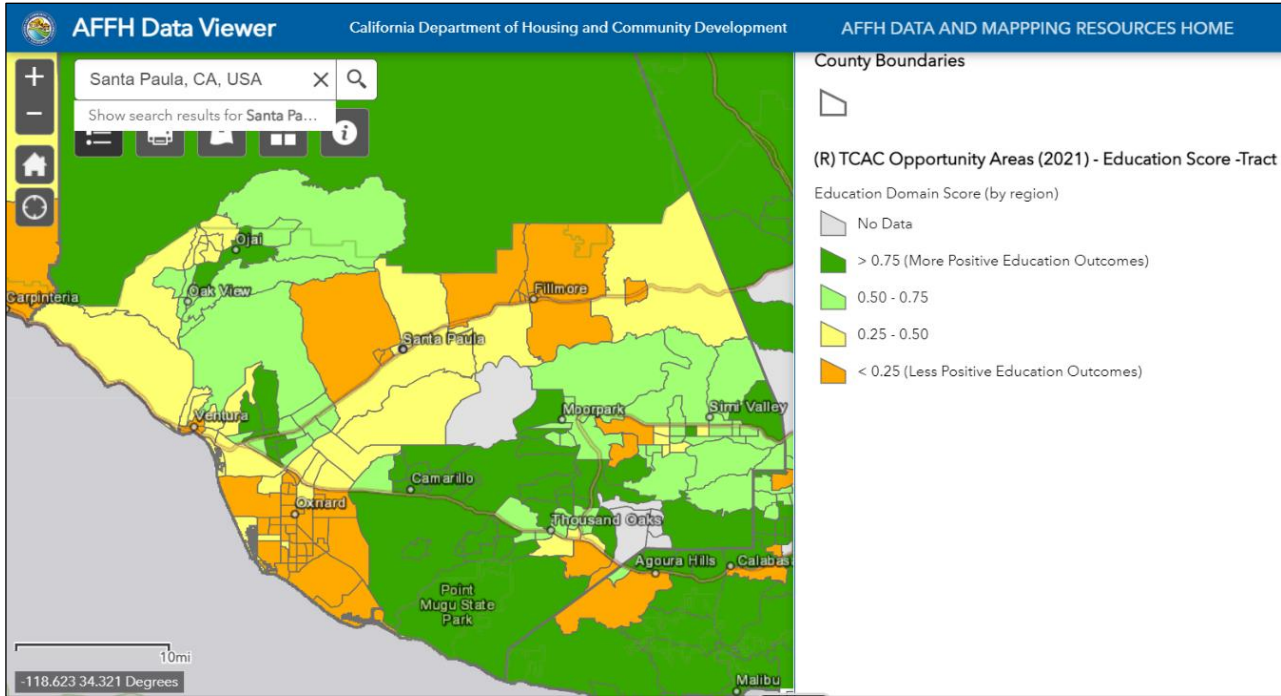 AFFH Data Viewer
California Department of Housing and Community Development
AFFH DATA AND MAPPPING RESOURCES HOME
+
Santa Paula, CA, USA
Show search results for Santa Pa...
−
County Boundaries
(R) TCAC Opportunity Areas (2021) - Education Score -Tract
Education Domain Score (by region)
No Data
> 0.75 (More Positive Education Outcomes)
0.50 - 0.75
0.25 - 0.50
< 0.25 (Less Positive Education Outcomes)
Ojai
Oak View
Carpinteria
Fillmore
Santa Paula
Ventura
Moorpark
Simi Valley
Camarillo
Oxnard
Thousand Oaks
Agoura Hills
Calabas
Point
Mugu State
Park
Malibu
10mi
-118.623 34.321 Degrees